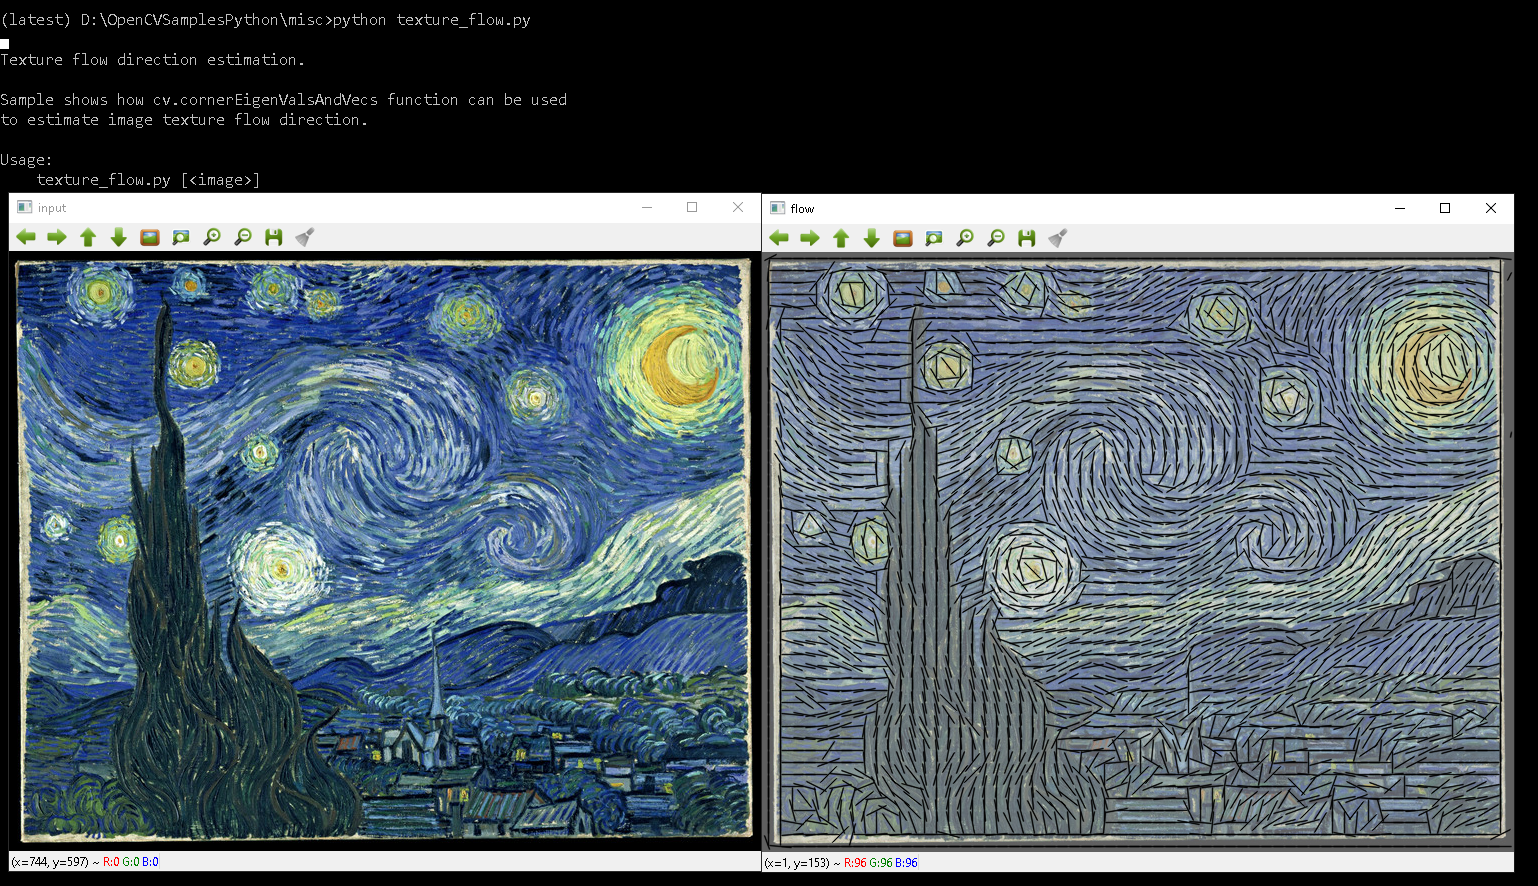 (latest) D:\OpenCVSamplesPython\misc>python texture_flow.py
Texture flow direction estimation.
Sample shows how cv.cornerEigenValsAndVecs function can be used
to estimate image texture flow direction.
Usage:
texture_flow.py [<image>]
input
flow
(x=744, y=597) ~ R:0 G:0 B:0
(x=1, y=153) ~ R:96 G:96 B:96